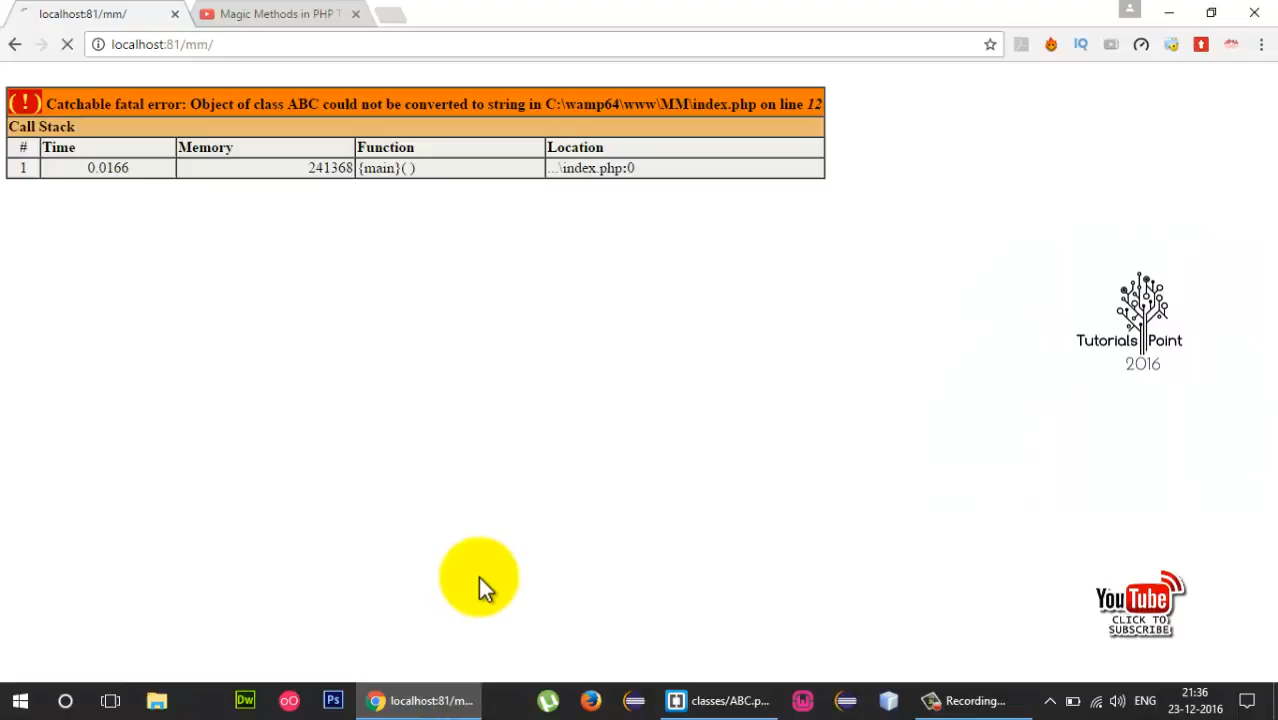 localhost:81/mm/
Magic Methods in PHP T
localhost:81/mm/
IQ
(!) Catchable fatal error: Object of class ABC could not be converted to string in C:\wamp64\www\MM\index.php on line 12
Call Stack
# Time Memory Function Location
1 0.0166 241368 {main}( ) ...\index.php:0
Tutorials Point
2016
YouTube
CLICK TO
SUBSCRIBE
Dw Ps localhost:81/m... classes/ABC.p... Recording... ENG
21:36
23-12-2016